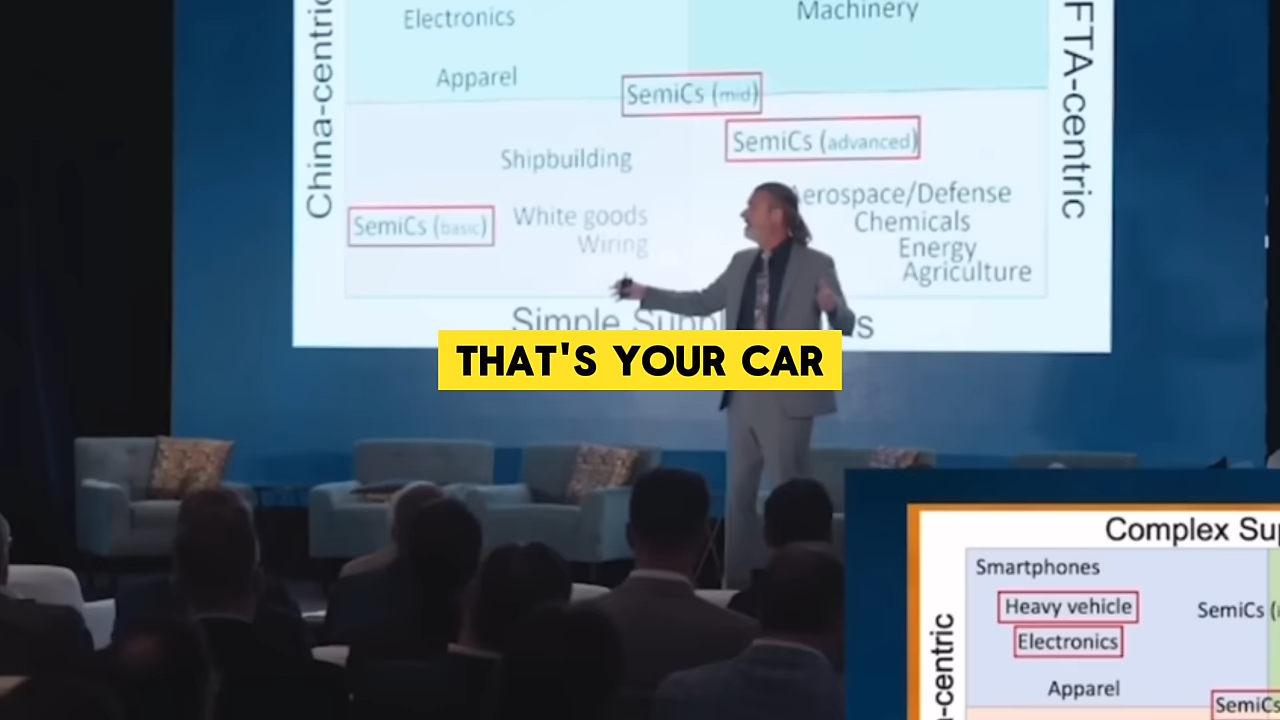 China-centric
Electronics
Machinery
FTA-centric
Apparel
SemiCs (mid)
SemiCs (advanced)
Shipbuilding
Aerospace/Defense
SemiCs (basic)
White goods
Chemicals
Wiring
Energy
Agriculture
Simple
THAT'S YOUR CAR
Complex Sup
Smartphones
Heavy vehicle
SemiCs (
Electronics
-centric
Apparel
SemiCs